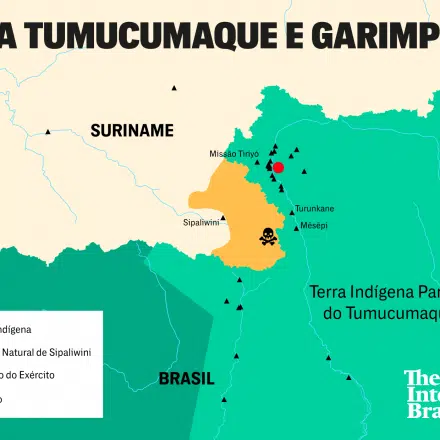 A TUMUCUMAQUE E GARIMP
SURINAME
Missão Tiriyó
Sipaliwini
Turunkane
Mësëpi
Terra Indígena Par
do Tumucumaqu
ndígena
Natural de Sipaliwini
o do Exército
o
BRASIL
The
Inte
Bra